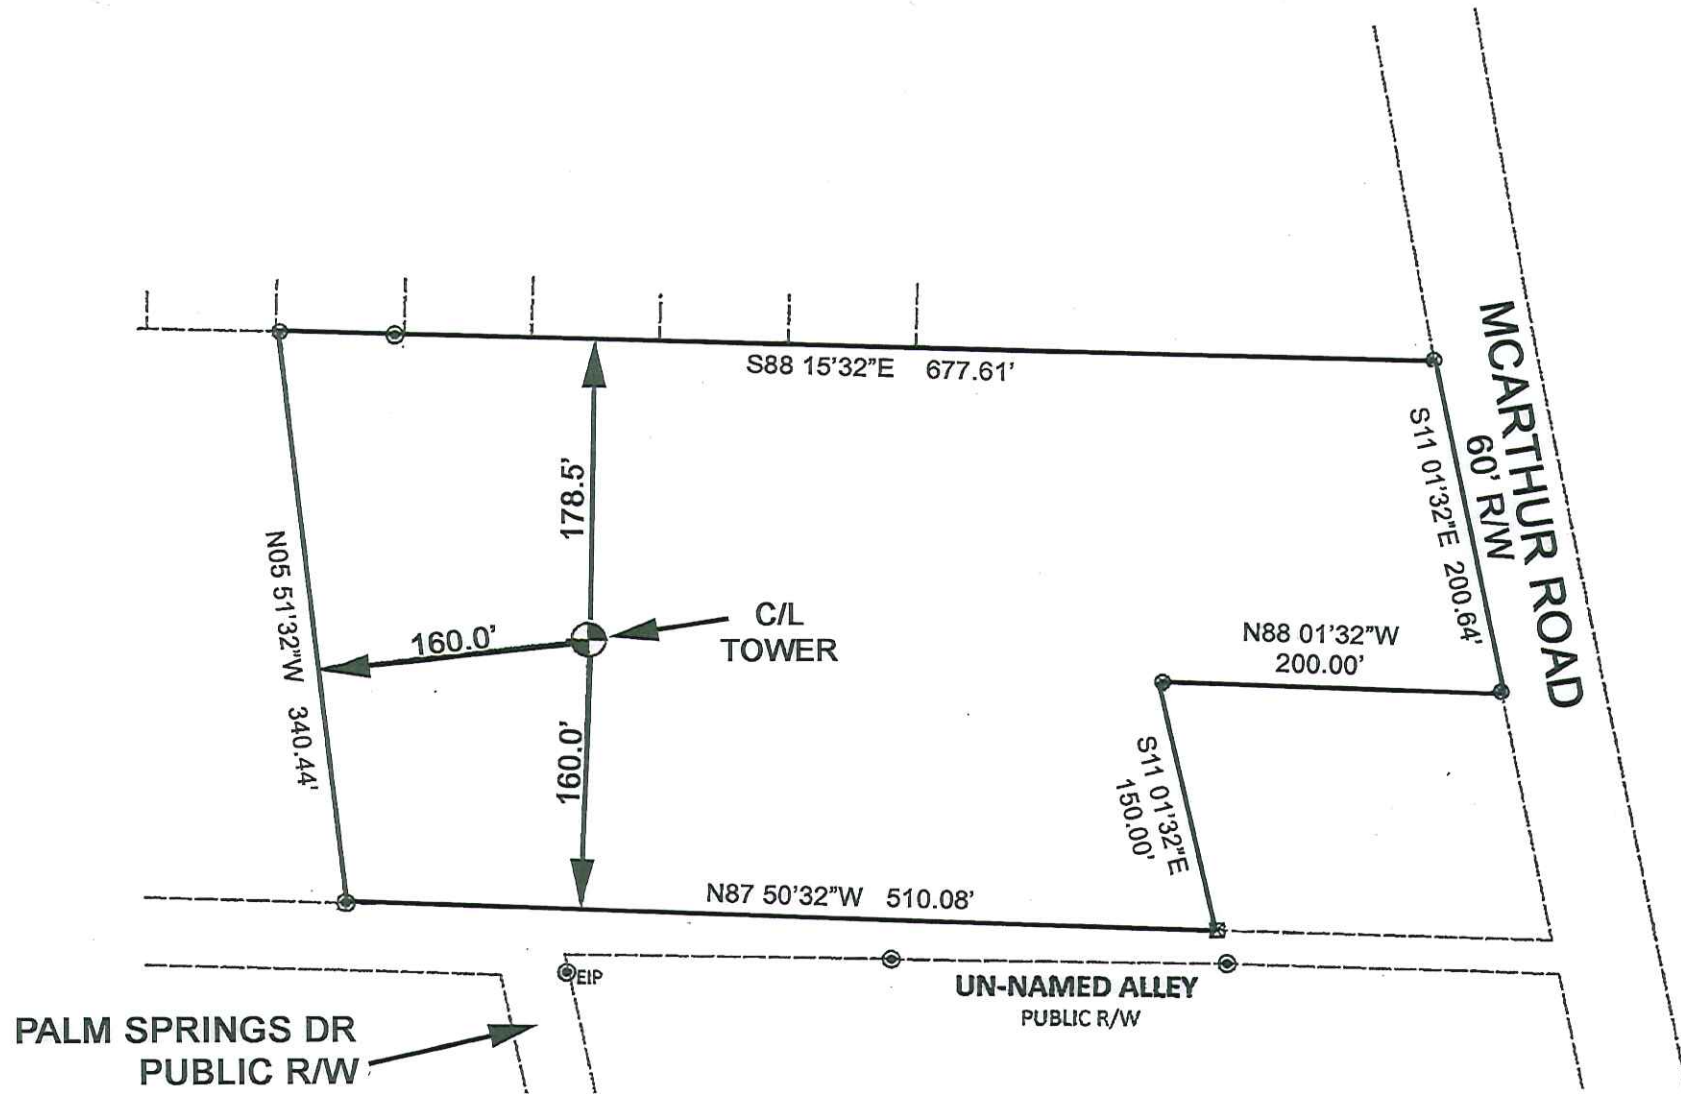 S88 15'32"E 677.61'
MCARTHUR ROAD
60' R/W
S11 01'32"E 200.64'
178.5'
N05 51'32"W 340.44'
160.0'
C/L
TOWER
N88 01'32"W
200.00'
160.0'
S11 01'32"E
150.00'
N87 50'32"W 510.08'
EIP
UN-NAMED ALLEY
PUBLIC R/W
PALM SPRINGS DR
PUBLIC R/W